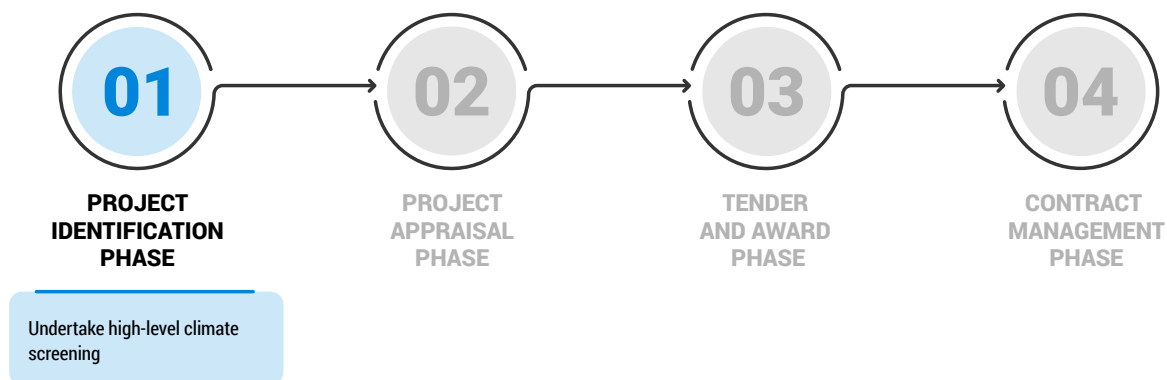 01
02
03
04
PROJECT
IDENTIFICATION
PHASE
PROJECT
APPRAISAL
PHASE
TENDER
AND AWARD
PHASE
CONTRACT
MANAGEMENT
PHASE
Undertake high-level climate
screening